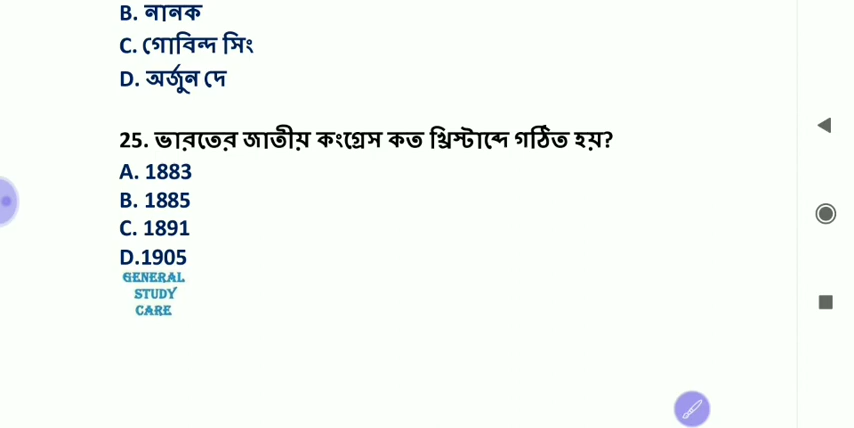 B. নানক
C. গোবিন্দ সিং
D. অর্জুন দে
25. ভারতের জাতীয় কংগ্রেস কত খ্রিস্টাব্দে গঠিত হয়?
A. 1883
B. 1885
C. 1891
D.1905
GENERAL
STUDY
CARE